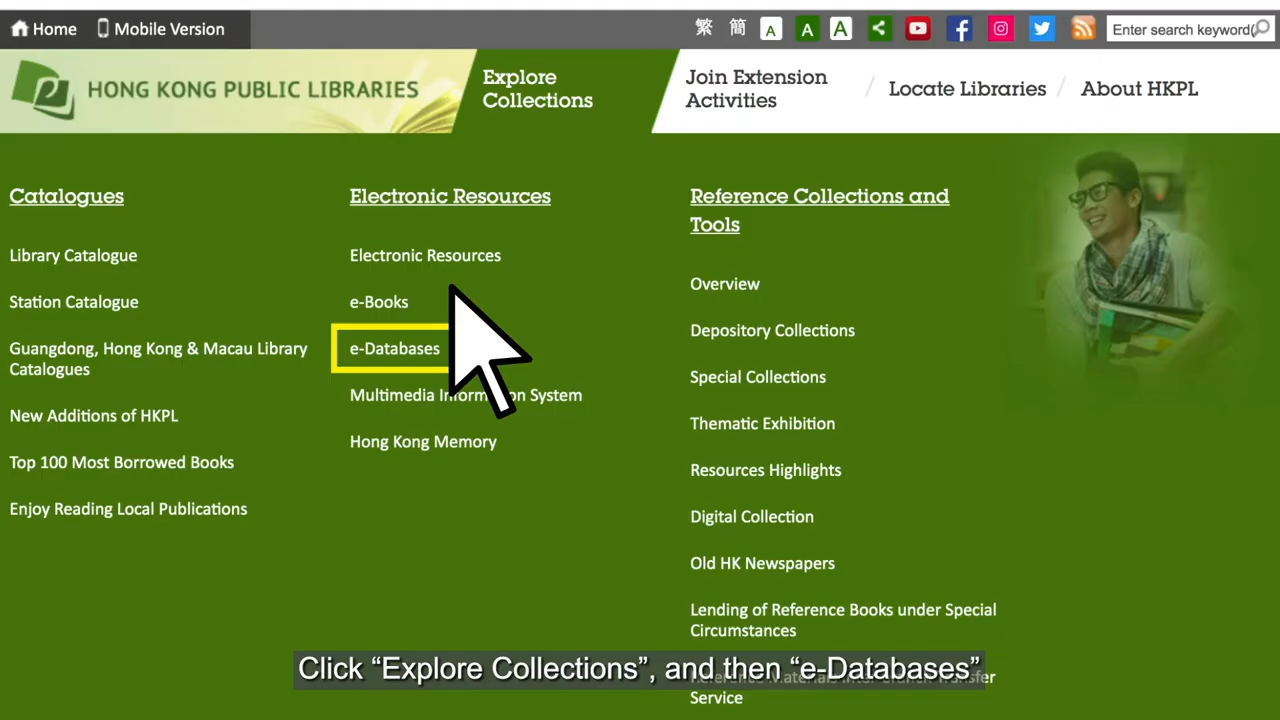 Home
Mobile Version
繁 簡 A A A
Enter search keyword(
HONG KONG PUBLIC LIBRARIES
Explore
Collections
Join Extension
Activities
Locate Libraries
About HKPL
Catalogues
Library Catalogue
Station Catalogue
Guangdong, Hong Kong & Macau Library
Catalogues
New Additions of HKPL
Top 100 Most Borrowed Books
Enjoy Reading Local Publications
Electronic Resources
Electronic Resources
e-Books
e-Databases
Multimedia Information System
Hong Kong Memory
Reference Collections and
Tools
Overview
Depository Collections
Special Collections
Thematic Exhibition
Resources Highlights
Digital Collection
Old HK Newspapers
Lending of Reference Books under Special
Circumstances
Service
Click “Explore Collections”, and then “e-Databases”